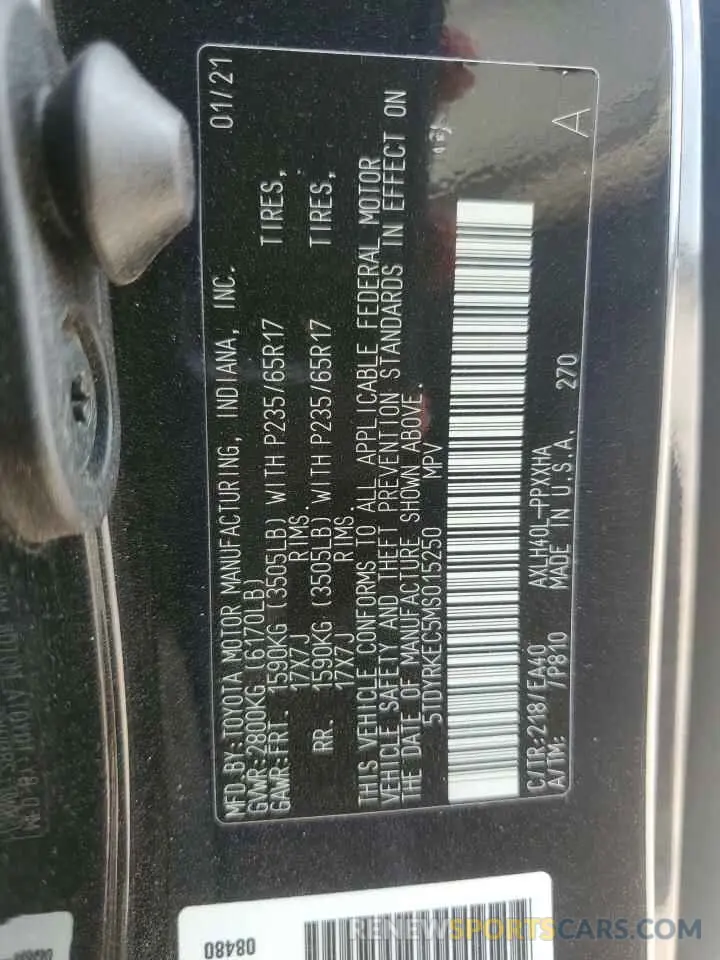 MFD.BY:TOYOTA MOTOR MANUFACTURING, INDIANA, INC. 01/21
GVWR:2800KG(6170LB)
GAWR:FRT. 1590KG (3505LB) WITH P235/65R17 TIRES,
17X7J RIMS.
RR. 1590KG (3505LB) WITH P235/65R17 TIRES,
17X7J RIMS
THIS VEHICLE CONFORMS TO ALL APPLICABLE FEDERAL MOTOR
VEHICLE SAFETY AND THEFT PREVENTION STANDARDS IN EFFECT ON
THE DATE OF MANUFACTURE SHOWN ABOVE.
5TDYRKEC5MS015250 MPV
C/TR:218/EA40 AXLH40L-PPXXHA
A/TM: /P810 MADE IN U.S.A. 270
A
08480
RENEWSPORTSCARS.COM